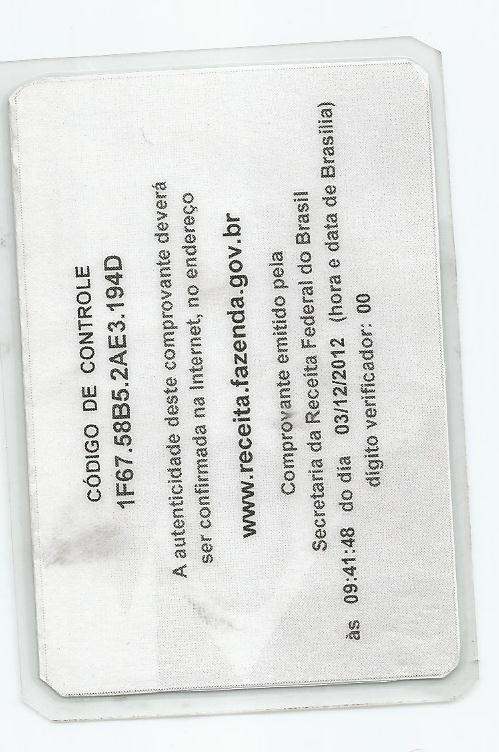 CÓDIGO DE CONTROLE
1F67.58B5.2AE3.194D
A autenticidade deste comprovante deverá
ser confirmada na Internet, no endereço
www.receita.fazenda.gov.br
Comprovante emitido pela
Secretaria da Receita Federal do Brasil
às 09:41:48 do dia 03/12/2012 (hora e data de Brasília)
dígito verificador: 00